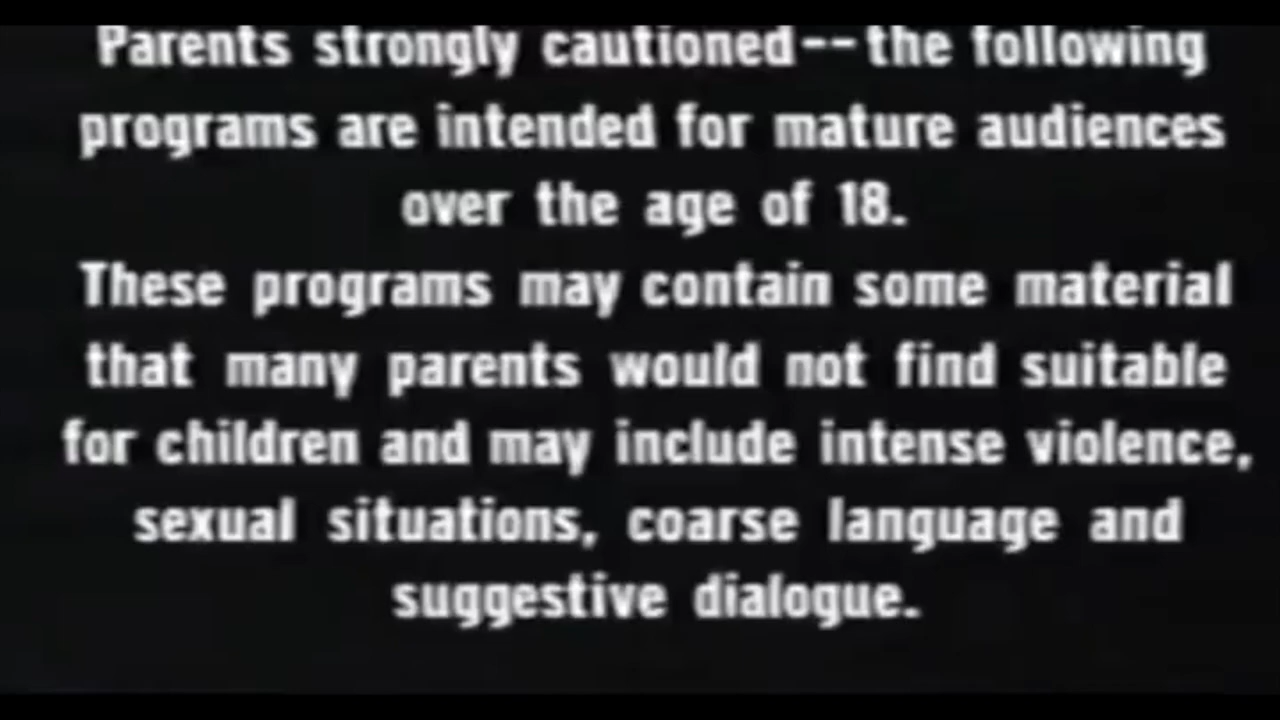 Parents strongly cautioned--the following
programs are intended for mature audiences
over the age of 18.
These programs may contain some material
that many parents would not find suitable
for children and may include intense violence,
sexual situations, coarse language and
suggestive dialogue.